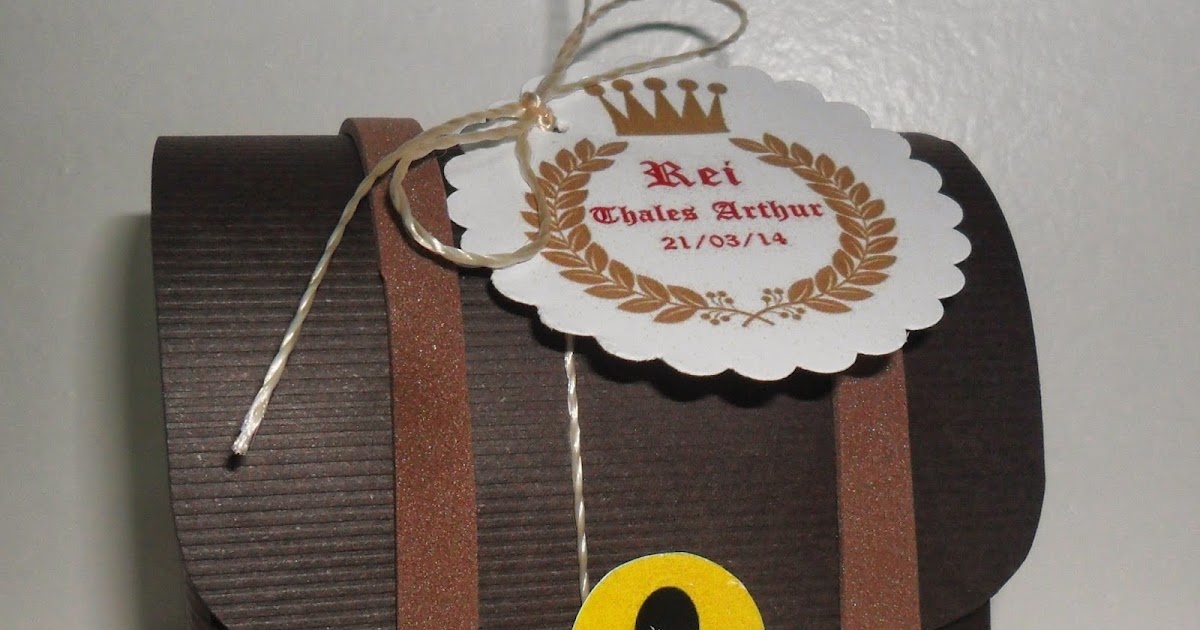 Rei
Thales Arthur
21/03/14